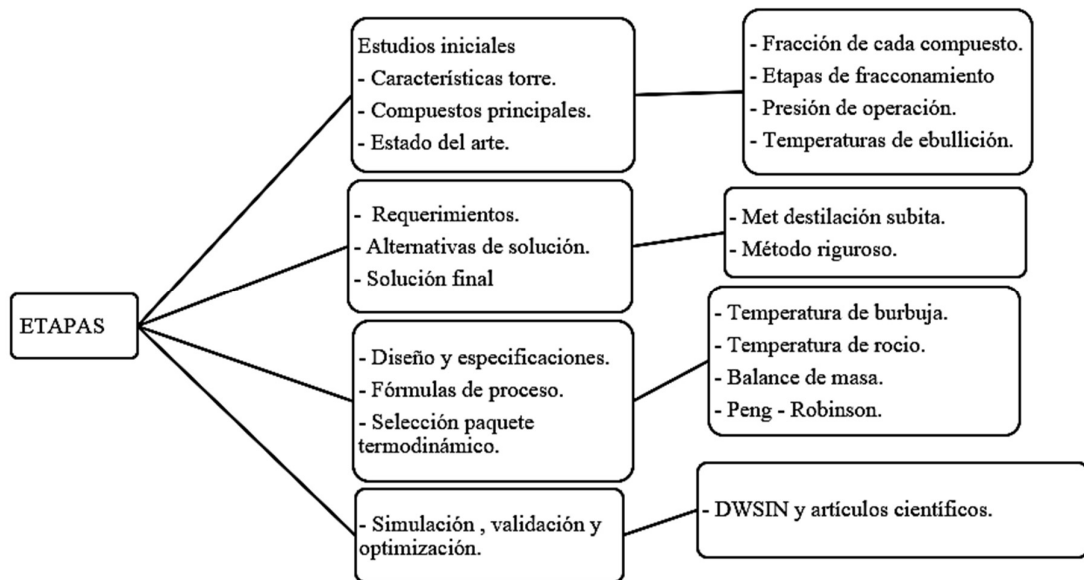 ETAPAS
Estudios iniciales
- Características torre.
- Compuestos principales.
- Estado del arte.
- Fracción de cada compuesto.
- Etapas de fracconamiento
- Presión de operación.
- Temperaturas de ebullición.
- Requerimientos.
- Alternativas de solución.
- Solución final
- Met destilación subita.
- Método riguroso.
- Diseño y especificaciones.
- Fórmulas de proceso.
- Selección paquete
termodinámico.
- Temperatura de burbuja.
- Temperatura de rocio.
- Balance de masa.
- Peng - Robinson.
- Simulación , validación y
optimización.
- DWSIN y artículos científicos.